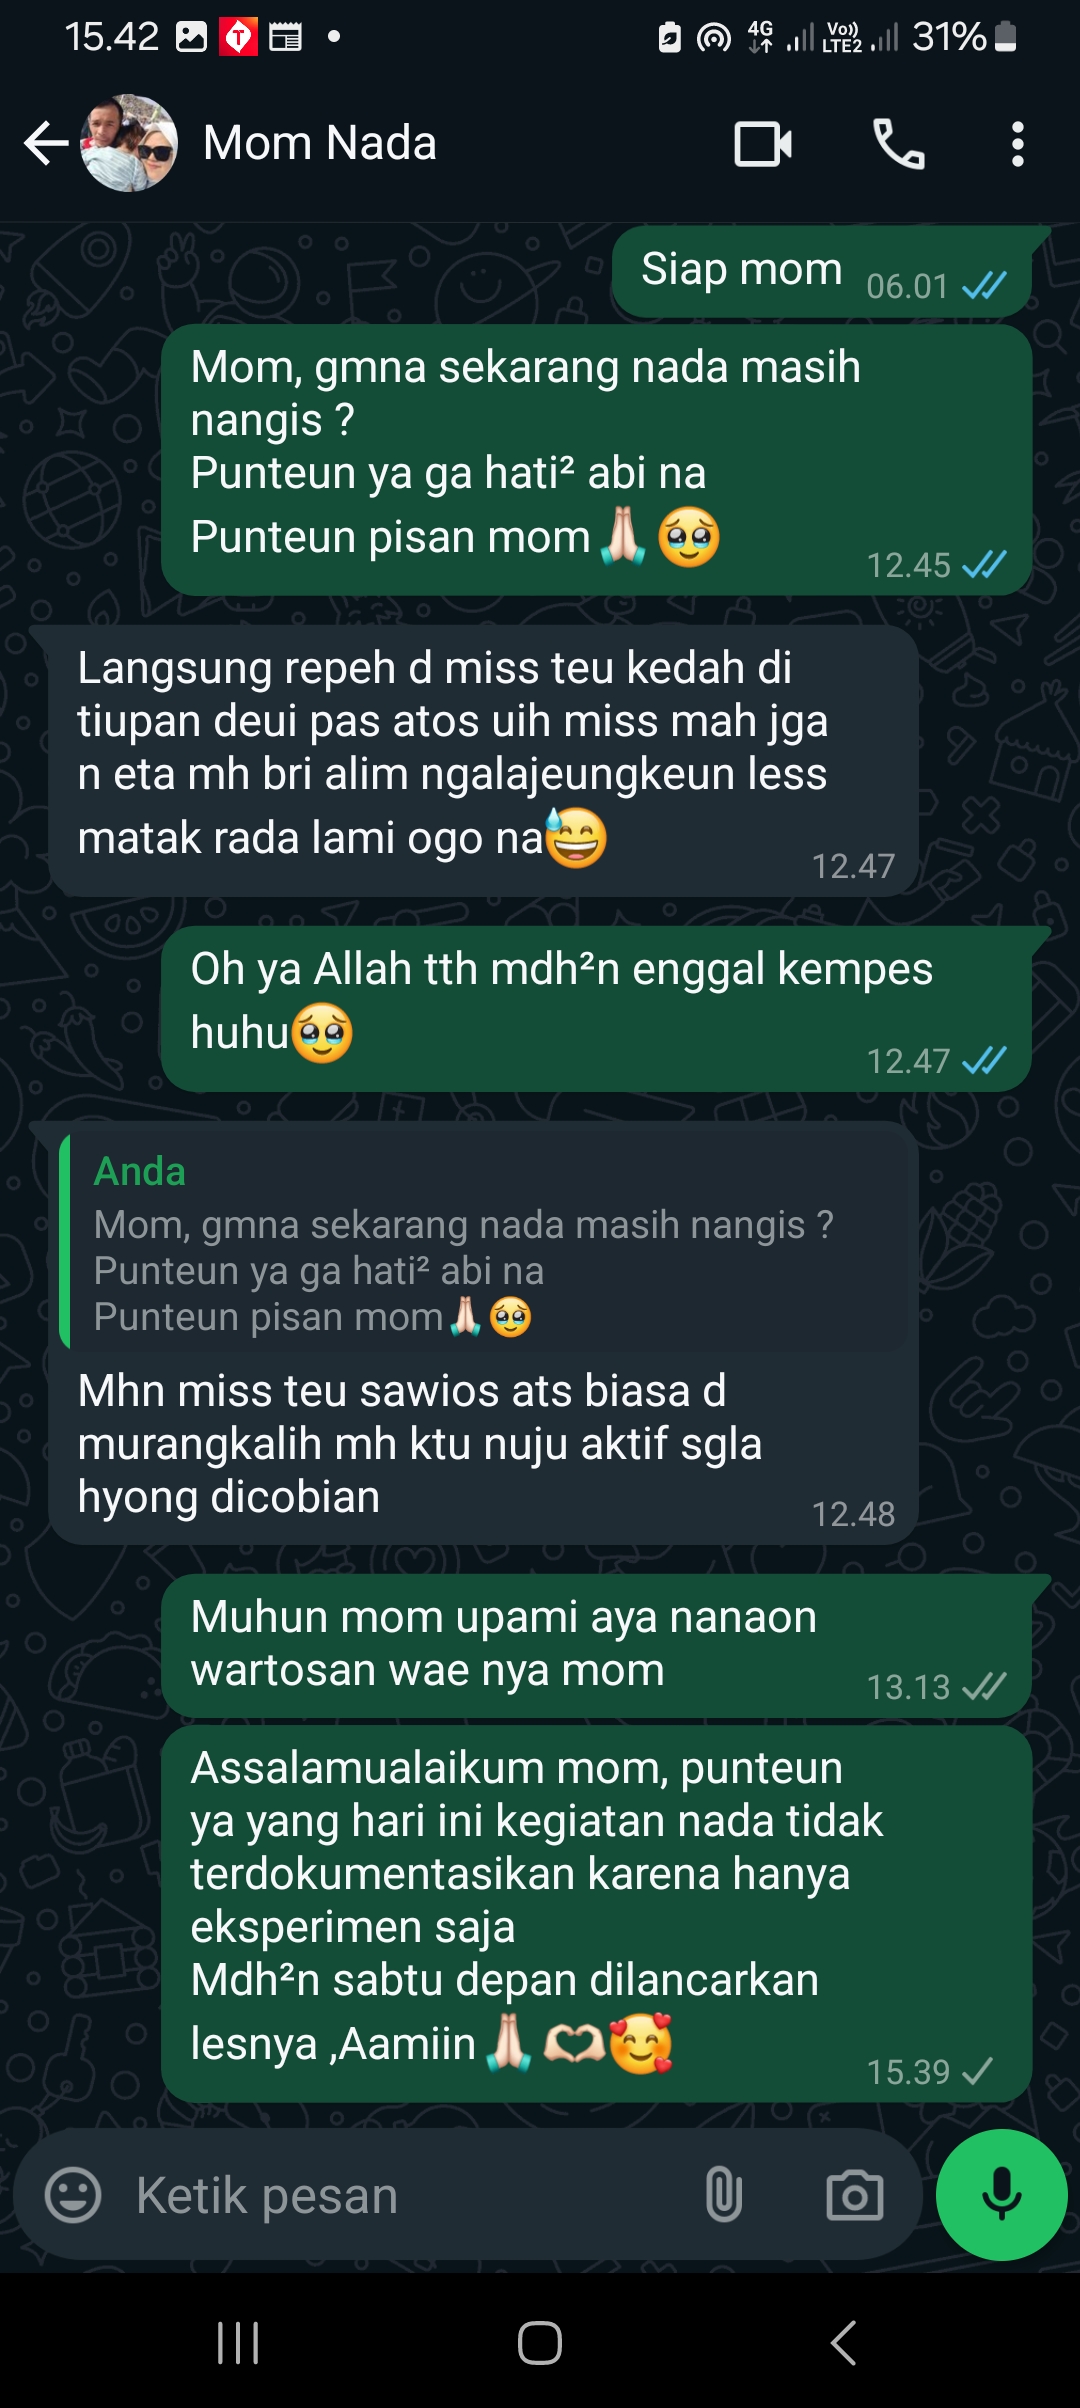 15.42
4G
Vo))
LTE2
31%
Mom Nada
Siap mom
06.01
Mom, gmna sekarang nada masih
nangis ?
Punteun ya ga hati² abi na
Punteun pisan mom🙏🏻🥹
12.45
Langsung repeh d miss teu kedah di
tiupan deui pas atos uih miss mah jga
n eta mh bri alim ngalajeungkeun less
matak rada lami ogo na😅
12.47
Oh ya Allah tth mdh²n enggal kempes
huhu🥹
12.47
Anda
Mom, gmna sekarang nada masih nangis ?
Punteun ya ga hati² abi na
Punteun pisan mom🙏🏻🥹
Mhn miss teu sawios ats biasa d
murangkalih mh ktu nuju aktif sgla
hyong dicobian
12.48
Muhun mom upami aya nanaon
wartosan wae nya mom
13.13
Assalamualaikum mom, punteun
ya yang hari ini kegiatan nada tidak
terdokumentasikan karena hanya
eksperimen saja
Mdh²n sabtu depan dilancarkan
lesnya ,Aamiin🙏🏻🫶🏻🥰
15.39
Ketik pesan